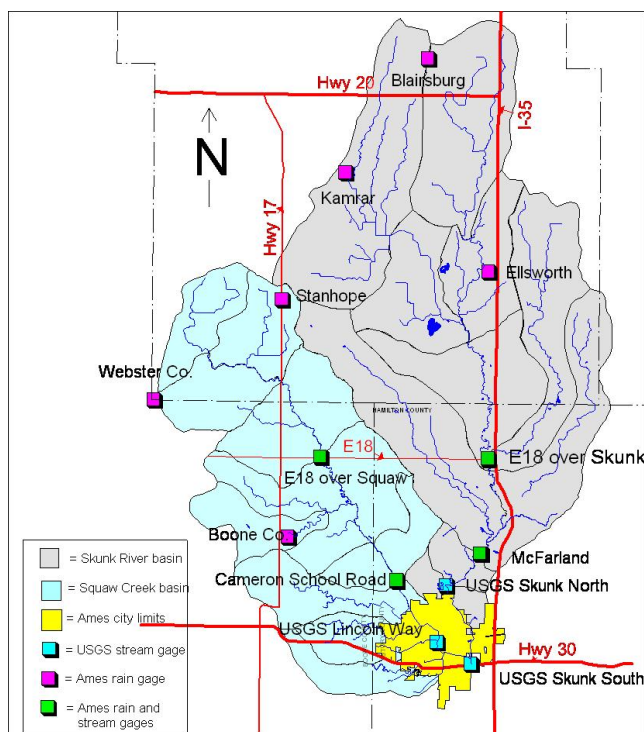 Hwy 20
Blairsburg
I-35
N
Kamrar
Hwy 17
Ellsworth
Stanhope
Webster Co.
HAMILTON COUNTY
E18
E18 over Skunk
E18 over Squaw
Boone Co.
McFarland
Cameron School Road
USGS Skunk North
USGS Lincoln Way
Hwy 30
USGS Skunk South
= Skunk River basin
= Squaw Creek basin
= Ames city limits
= USGS stream gage
= Ames rain gage
= Ames rain and
stream gages